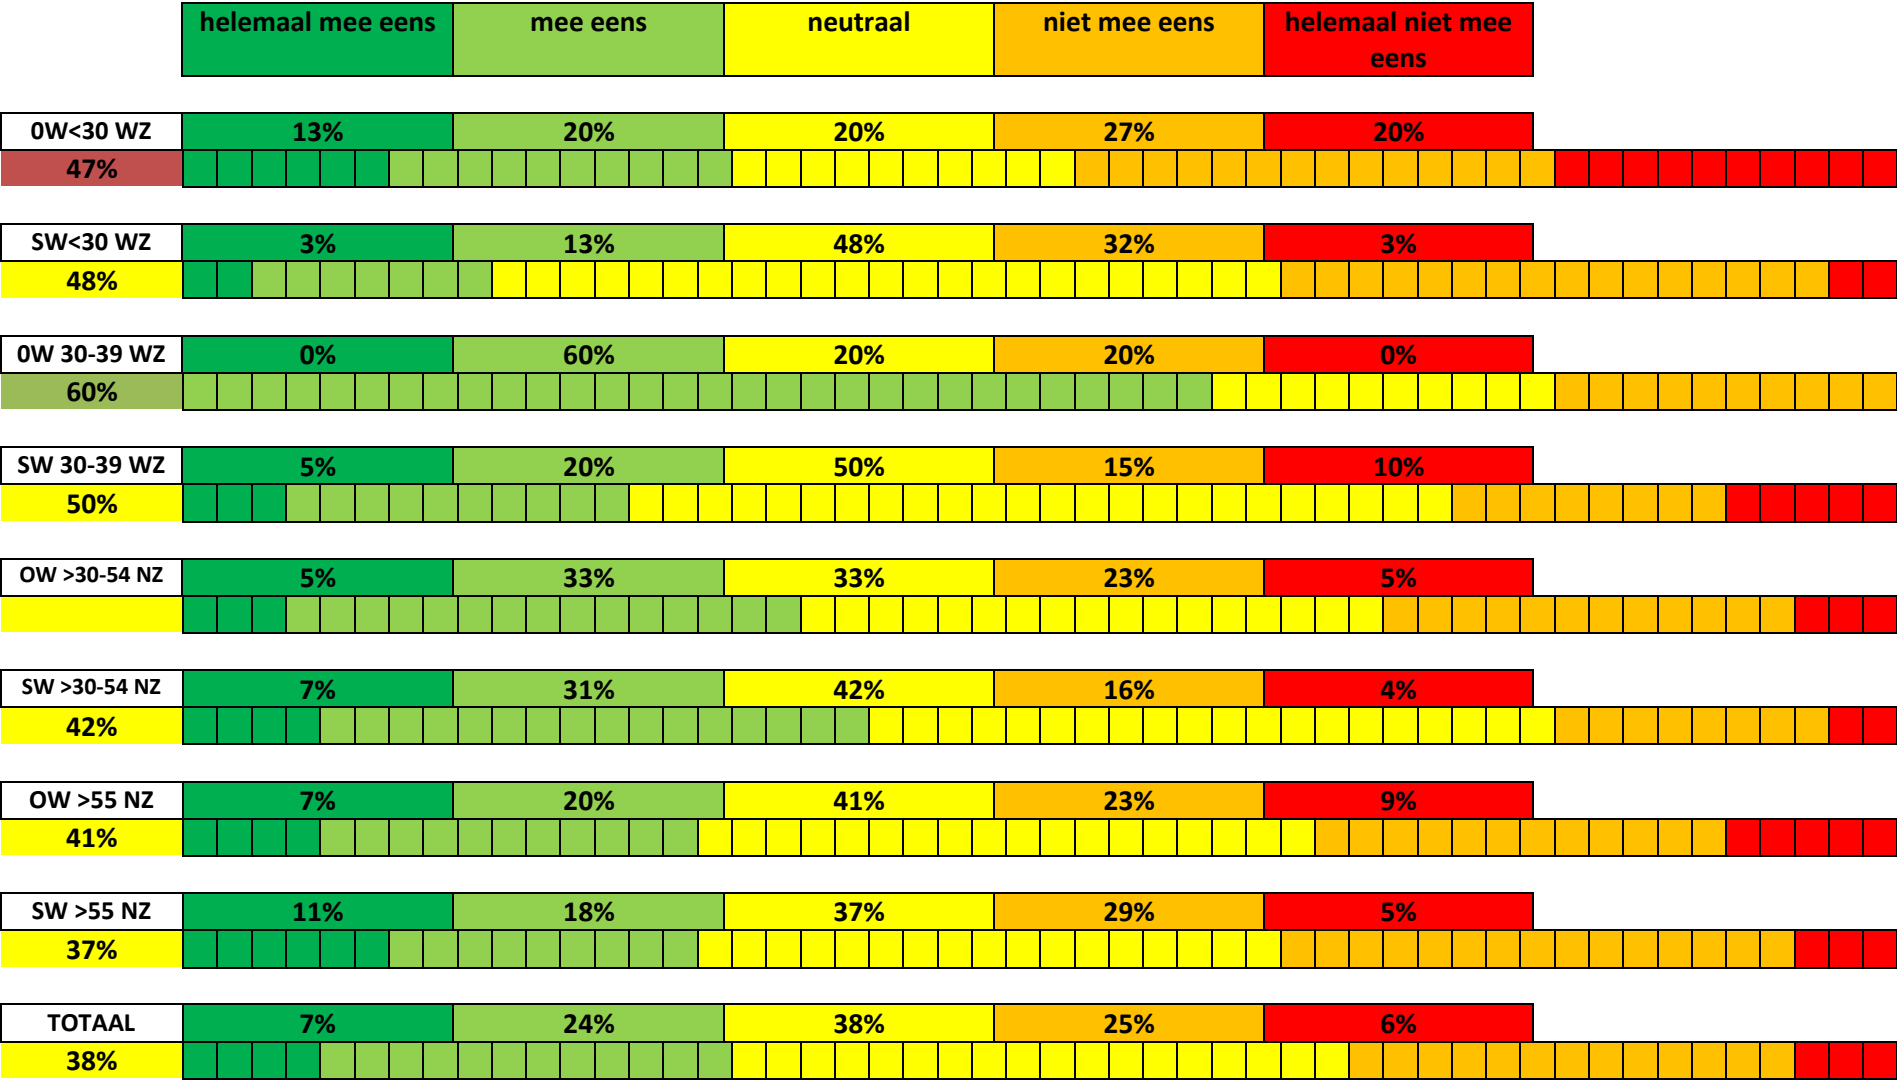 helemaal mee eens mee eens neutraal niet mee eens helemaal niet mee
eens
0W<30 WZ 13% 20% 20% 27% 20%
47%
SW<30 WZ 3% 13% 48% 32% 3%
48%
0W 30-39 WZ 0% 60% 20% 20% 0%
60%
SW 30-39 WZ 5% 20% 50% 15% 10%
50%
OW >30-54 NZ 5% 33% 33% 23% 5%
SW >30-54 NZ 7% 31% 42% 16% 4%
42%
OW >55 NZ 7% 20% 41% 23% 9%
41%
SW >55 NZ 11% 18% 37% 29% 5%
37%
TOTAAL 7% 24% 38% 25% 6%
38%